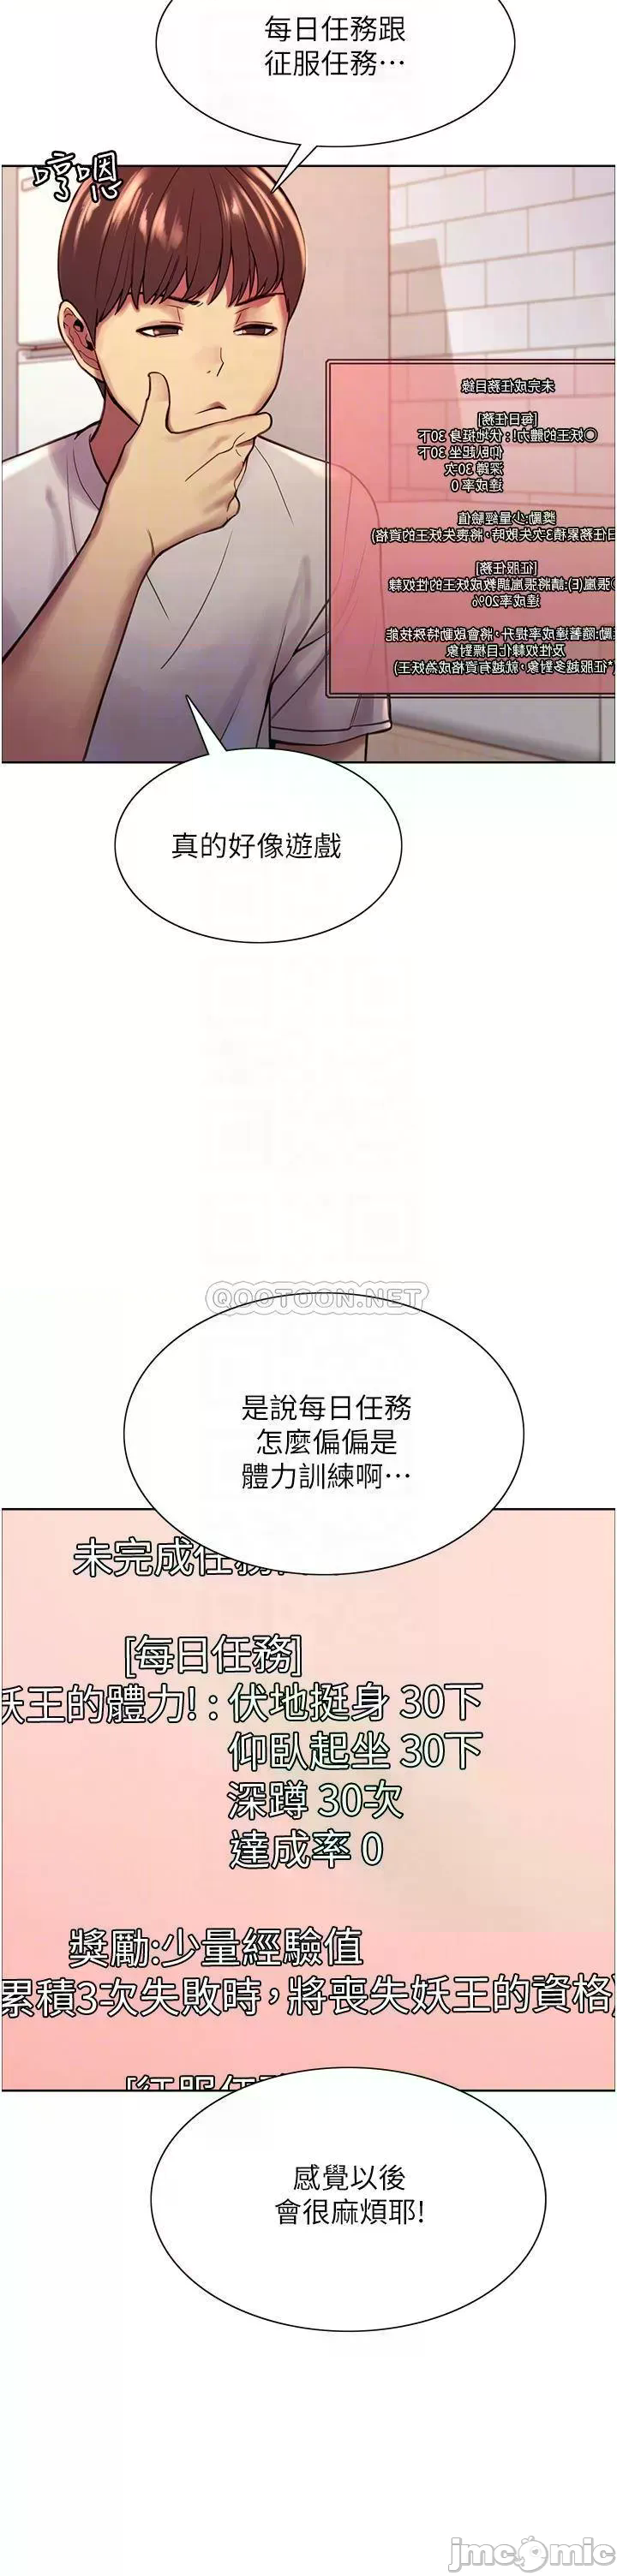 每日任務跟
征服任務…
哼嗯
未完成任務目錄
[每日任務]
◎妖王的體力!：伏地挺身 30下
仰臥起坐 30下
深蹲 30次
達成率 0
獎勵:少量經驗值
日任務累積3次失敗時，將喪失妖王的資格)
[征服任務]
◎張嵐(E):請將張嵐調教成妖王的性奴隸
達成率20%
勵:隨著達成率提升，將會啟動特殊技能
及性奴隸化目標對象
(*征服越多對象，就越有資格成為妖王)
真的好像遊戲
QOOTOON.NET
是說每日任務
怎麼偏偏是
體力訓練啊…
未完成任務
[每日任務]
妖王的體力!：伏地挺身 30下
仰臥起坐 30下
深蹲 30次
達成率 0
獎勵:少量經驗值
累積3次失敗時，將喪失妖王的資格)
[征服任務
感覺以後
會很麻煩耶!
jmcomic